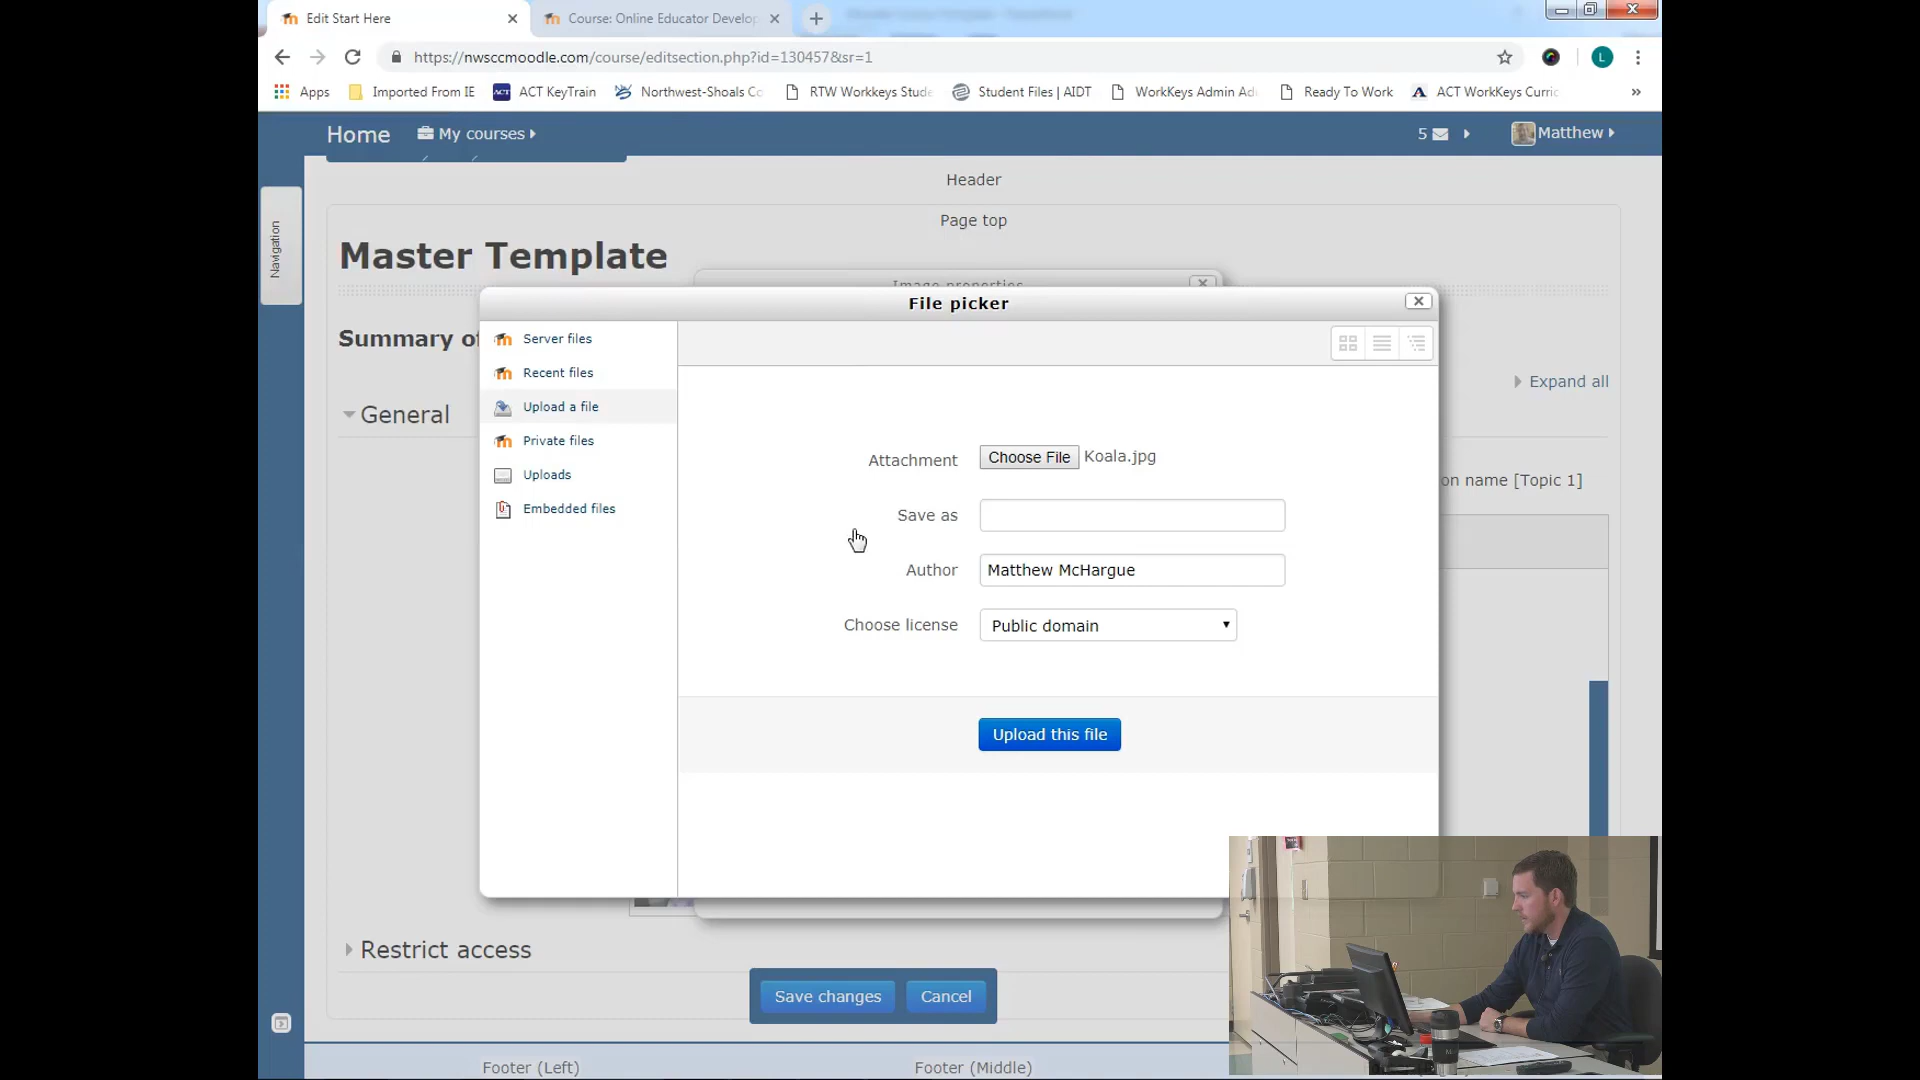 Edit Start Here
Course: Online Educator Develop
https://nwsccmoodle.com/course/editsection.php?id=130457&sr=1
L
Apps
Imported From IE
ACT KeyTrain
Northwest-Shoals Co
RTW Workkeys Stude
Student Files | AIDT
WorkKeys Admin Ad
Ready To Work
ACT WorkKeys Curric
»
Home
My courses
5
Matthew
Navigation
Header
Page top
Master Template
Image properties
File picker
Summary of
Server files
Recent files
Upload a file
Private files
Uploads
Embedded files
Expand all
General
Attachment
Choose File
Koala.jpg
on name [Topic 1]
Save as
Author
Matthew McHargue
Choose license
Public domain
Upload this file
Restrict access
Save changes
Cancel
Footer (Left)
Footer (Middle)